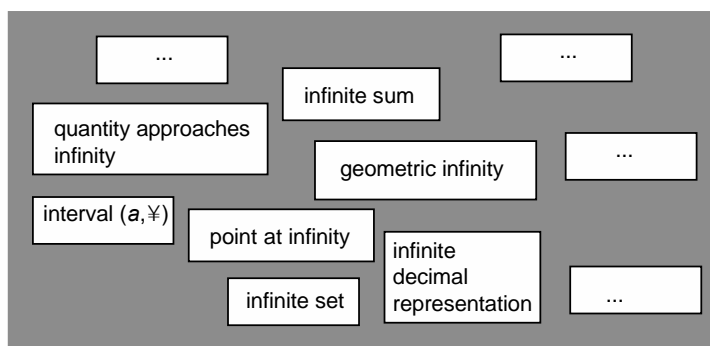 ...
...
infinite sum
quantity approaches
infinity
geometric infinity
...
interval (a,¥)
point at infinity
infinite
decimal
representation
infinite set
...